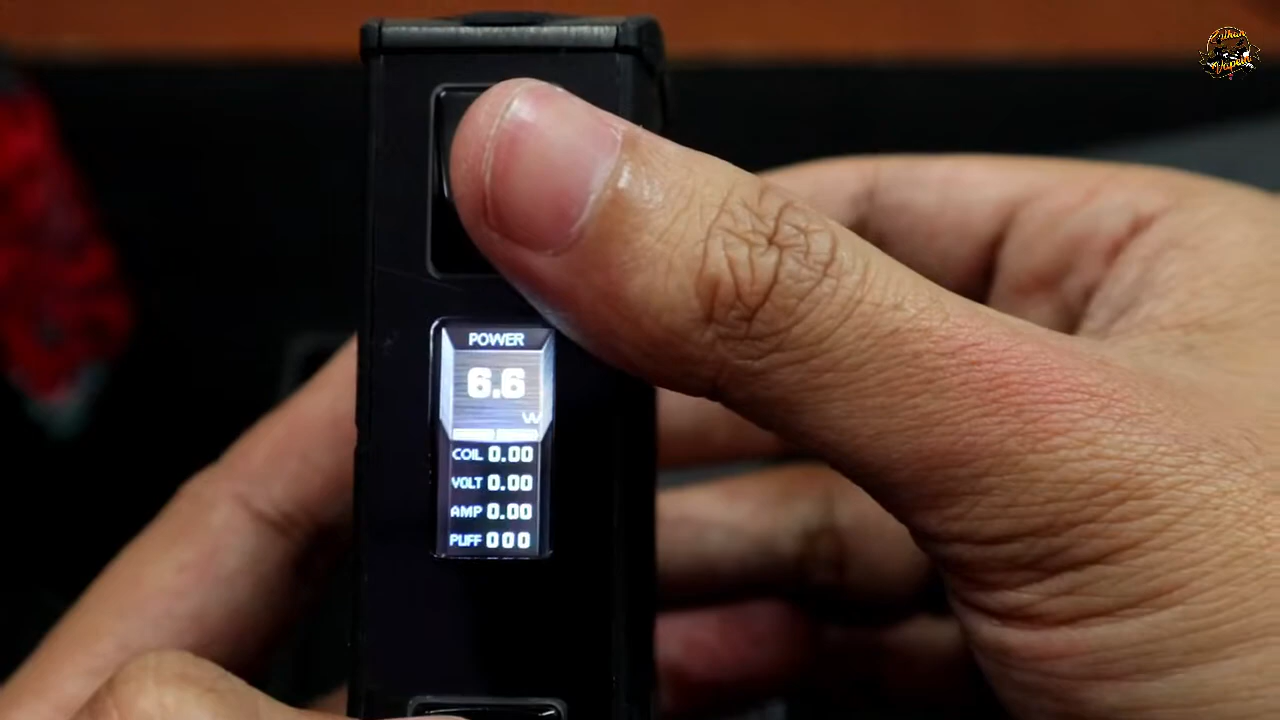 POWER
6.6
W
COIL 0.00
VOLT 0.00
AMP 0.00
PUFF 000